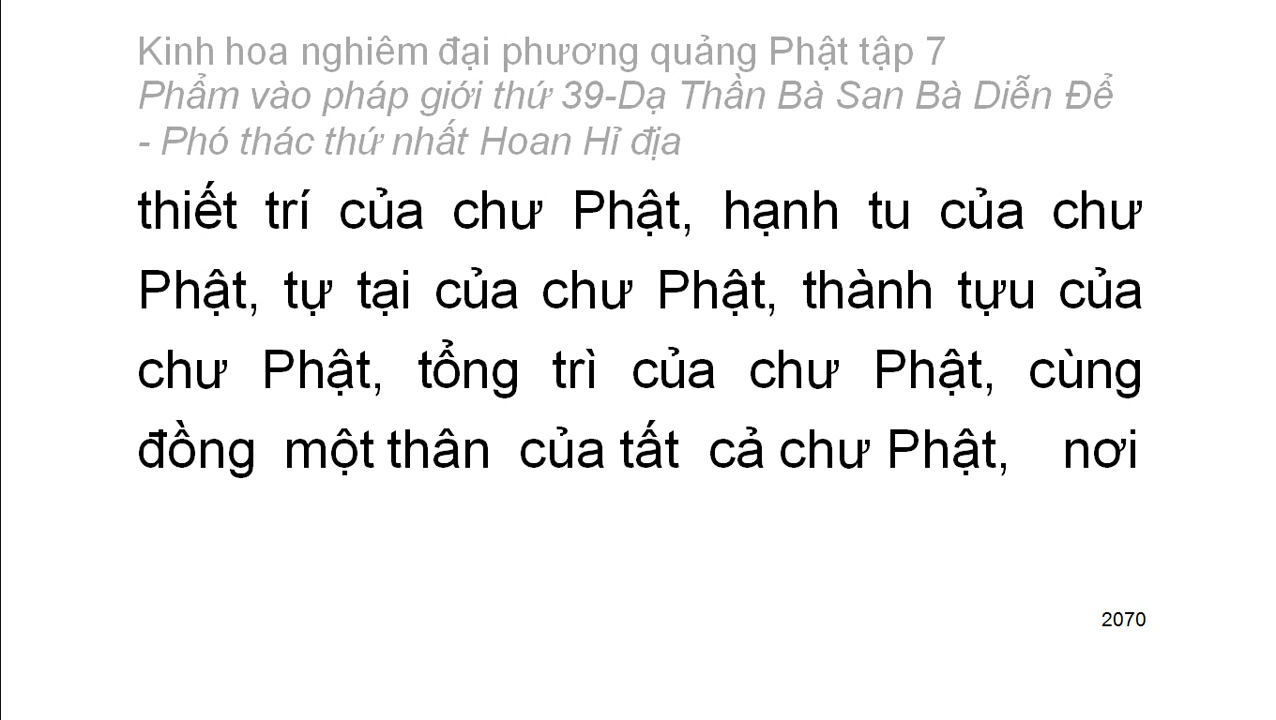 Kinh hoa nghiêm đại phương quảng Phật tập 7
Phẩm vào pháp giới thứ 39-Dạ Thần Bà San Bà Diễn Để
- Phó thác thứ nhất Hoan Hỉ địa
thiết trí của chư Phật, hạnh tu của chư
Phật, tự tại của chư Phật, thành tựu của
chư Phật, tổng trì của chư Phật, cùng
đồng một thân của tất cả chư Phật, nơi
2070